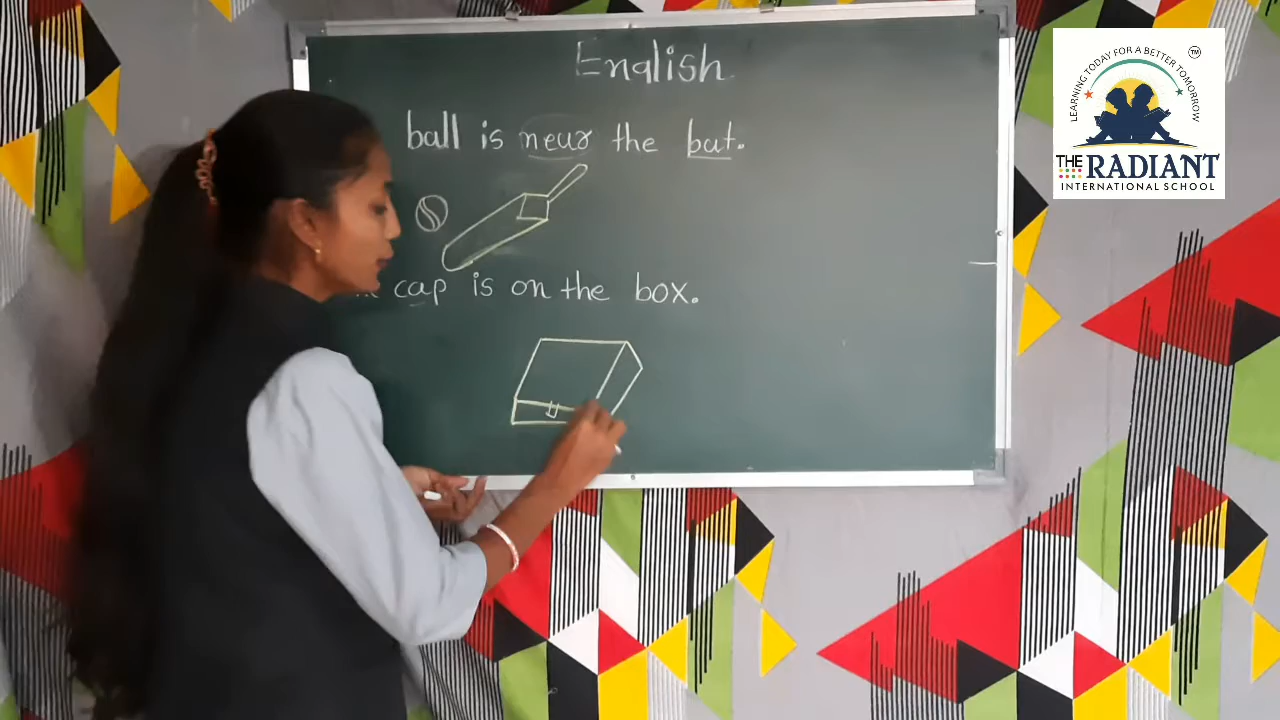 English
ball is near the bat.
cap is on the box.
LEARNING TODAY FOR A BETTER TOMORROW
TM
THE RADIANT
INTERNATIONAL SCHOOL